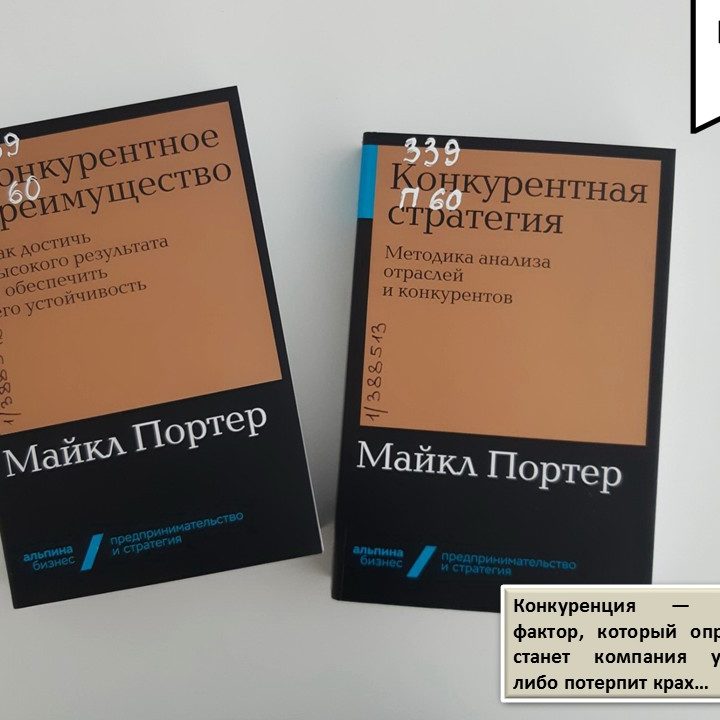 39
60
онкурентное
реимущество
ак достичь
ысокого результата
обеспечить
его устойчивость
Майкл Портер
альпина
бизнес
предпринимательство
и стратегия
339
П 60
Конкурентная
стратегия
Методика анализа
отраслей
и конкурентов
1/388513
Майкл Портер
альпина
бизнес
предпринимательство
и стратегия
Конкуренция —
фактор, который опр
станет компания у
либо потерпит крах…